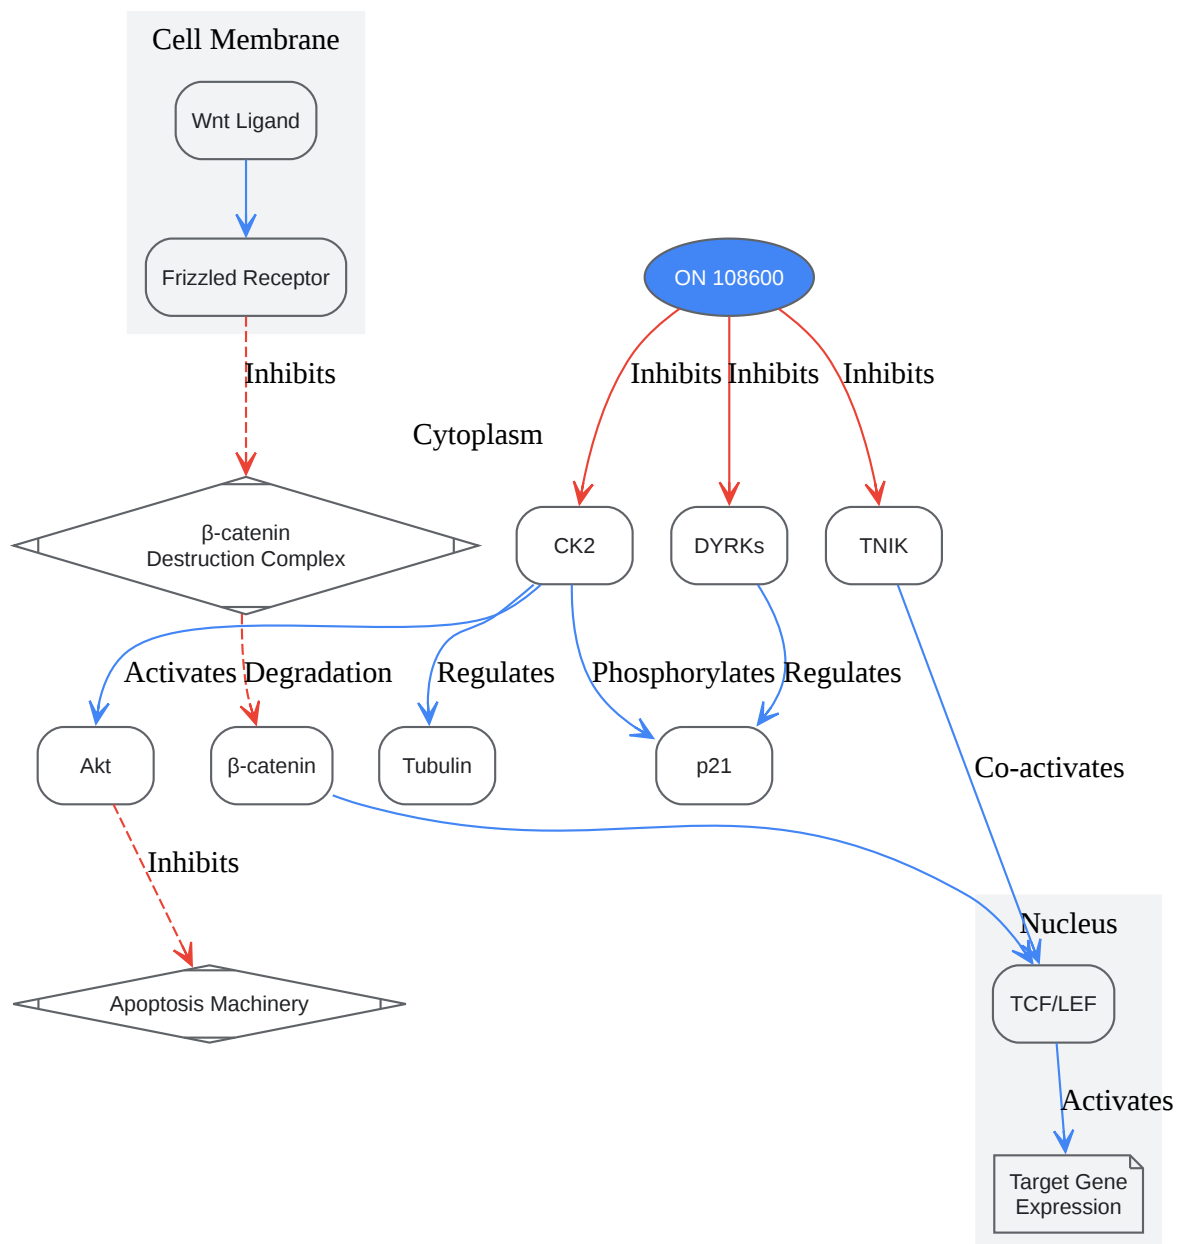 Cell Membrane
Wnt Ligand
Frizzled Receptor
ON 108600
Inhibits
Inhibits
Inhibits
Inhibits
Cytoplasm
β-catenin
Destruction Complex
CK2
DYRKs
TNIK
Activates
Degradation
Regulates
Phosphorylates
Regulates
Akt
β-catenin
Tubulin
p21
Co-activates
Inhibits
Nucleus
Apoptosis Machinery
TCF/LEF
Activates
Target Gene
Expression